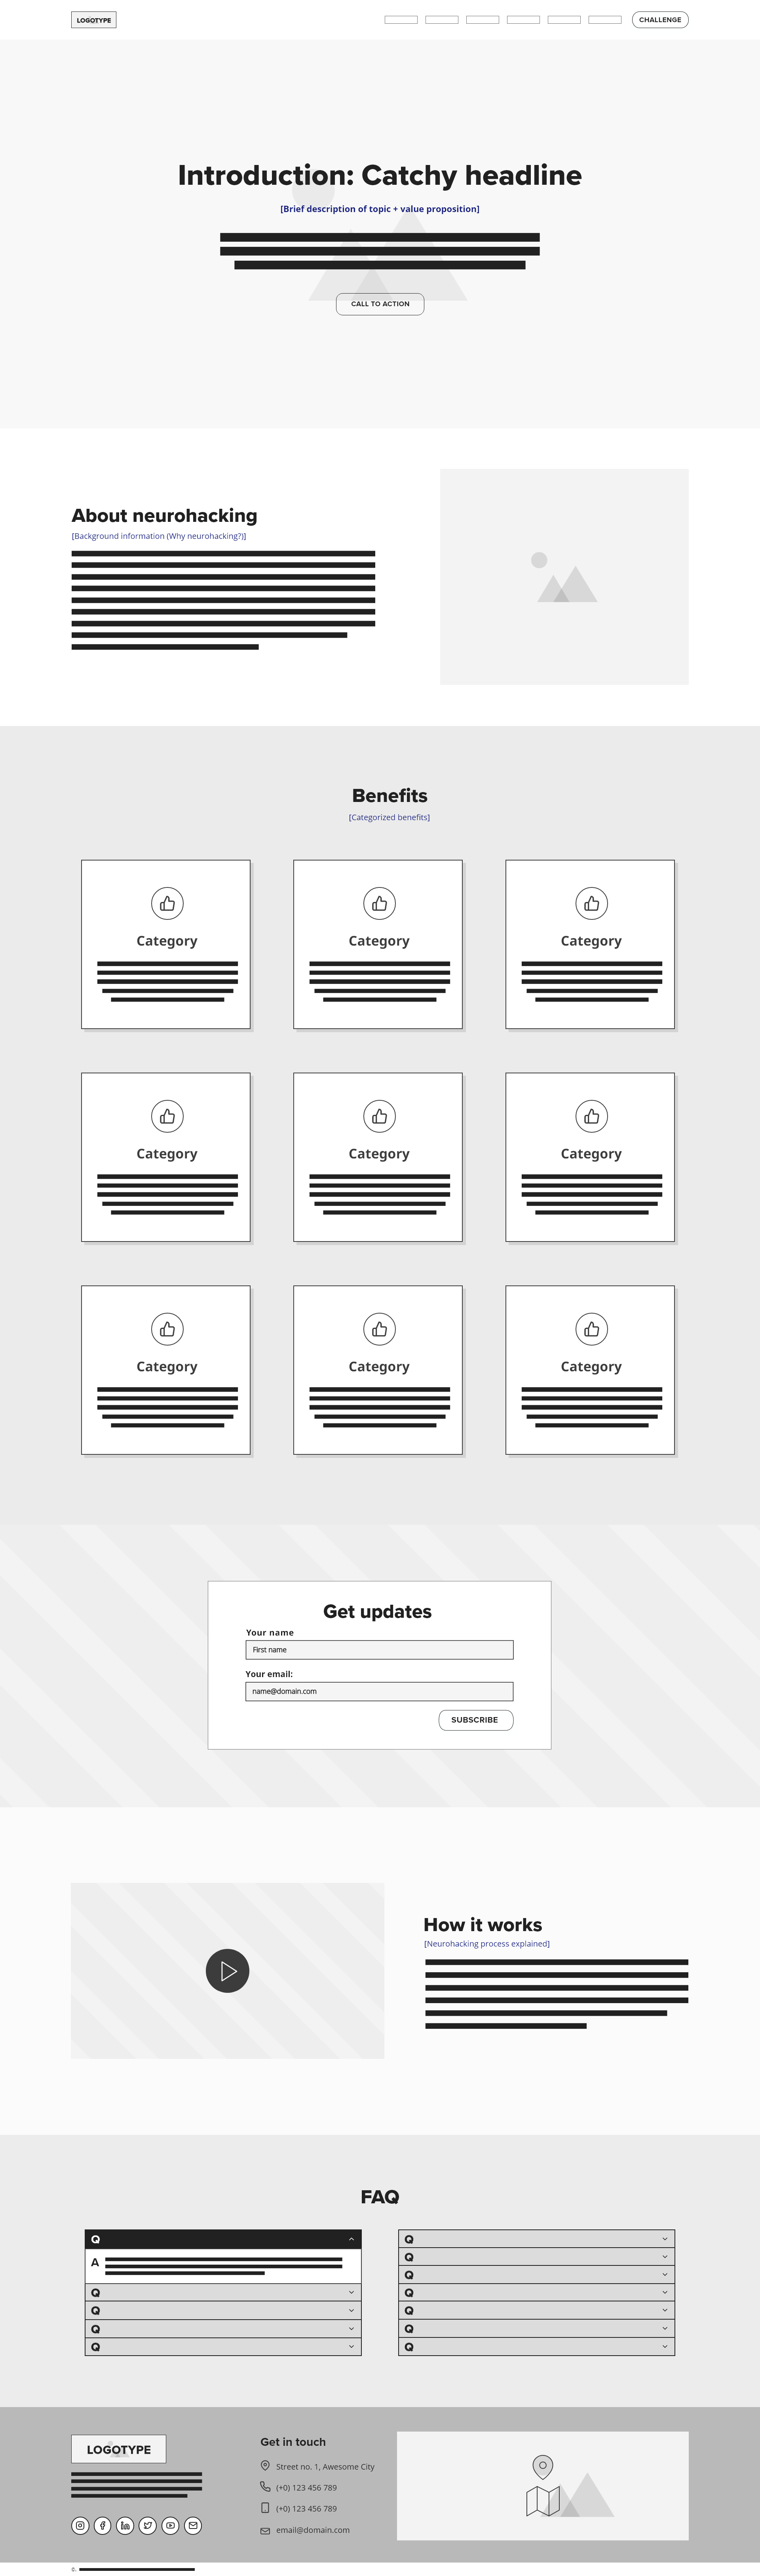 LOGOTYPE
CHALLENGE
Introduction: Catchy headline
[Brief description of topic + value proposition]
CALL TO ACTION
About neurohacking
[Background information (Why neurohacking?)]
Benefits
[Categorized benefits]
Category
Category
Category
Category
Category
Category
Category
Category
Category
Get updates
Your name
First name
Your email:
name@domain.com
SUBSCRIBE
How it works
[Neurohacking process explained]
FAQ
Q
A
Q
Q
Q
Q
Q
Q
Q
Q
Q
Q
Q
LOGOTYPE
Get in touch
Street no. 1, Awesome City
(+0) 123 456 789
(+0) 123 456 789
email@domain.com
©.